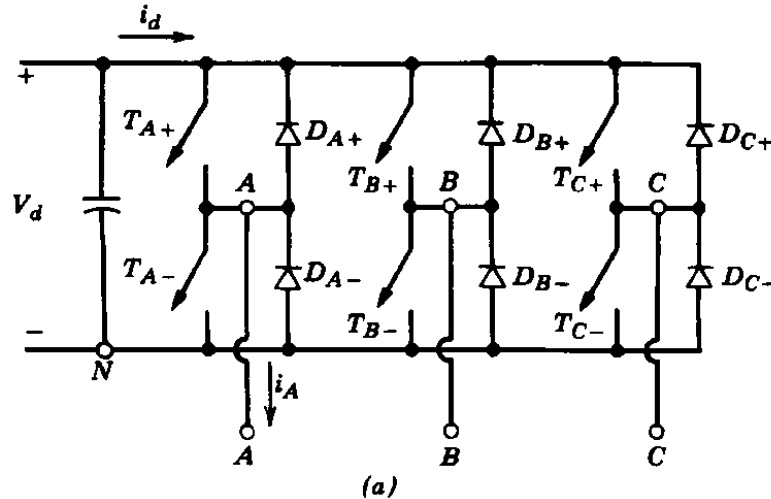 i_d
+
T_A+ D_A+ D_B+ D_C+
T_B+ T_C+
A B C
V_d
T_A- D_A- D_B- D_C-
T_B- T_C-
-
N
i_A
A B C
(a)